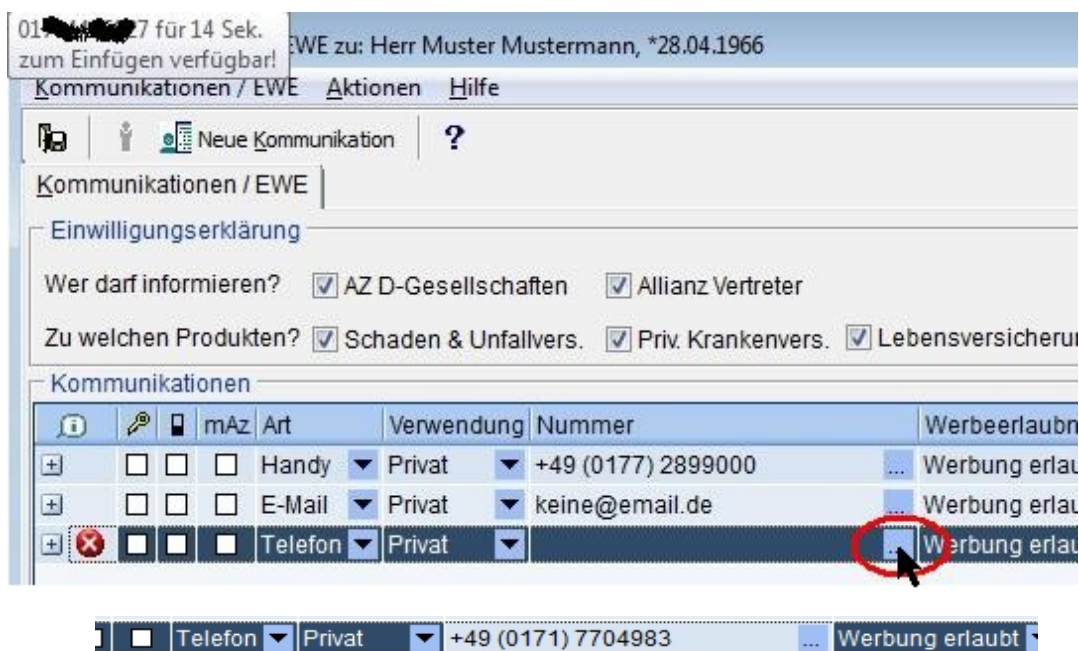 01 7 für 14 Sek.
zum Einfügen verfügbar!
EWE zu: Herr Muster Mustermann, *28.04.1966
Kommunikationen / EWE Aktionen Hilfe
Neue Kommunikation ?
Kommunikationen / EWE
Einwilligungserklärung
Wer darf informieren? AZ D-Gesellschaften Allianz Vertreter
Zu welchen Produkten? Schaden & Unfallvers. Priv. Krankenvers. Lebensversicherun
Kommunikationen
mAz Art Verwendung Nummer Werbeerlaubn
Handy Privat +49 (0177) 2899000 ... Werbung erlau
E-Mail Privat keine@email.de ... Werbung erlau
Telefon Privat ... Werbung erlau
Telefon Privat +49 (0171) 7704983 ... Werbung erlaubt